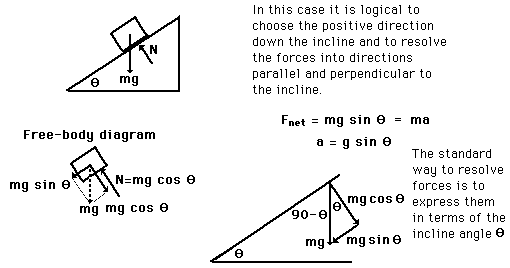 In this case it is logical to
choose the positive direction
down the incline and to resolve
the forces into directions
parallel and perpendicular to
the incline.
N
mg
θ
F net = mg sin θ = ma
a = g sin θ
Free-body diagram
mg sin θ
N=mg cos θ
mg
mg cos θ
The standard
way to resolve
forces is to
express them
in terms of the
incline angle θ
90-θ
θ
mg cos θ
mg
mg sin θ
θ